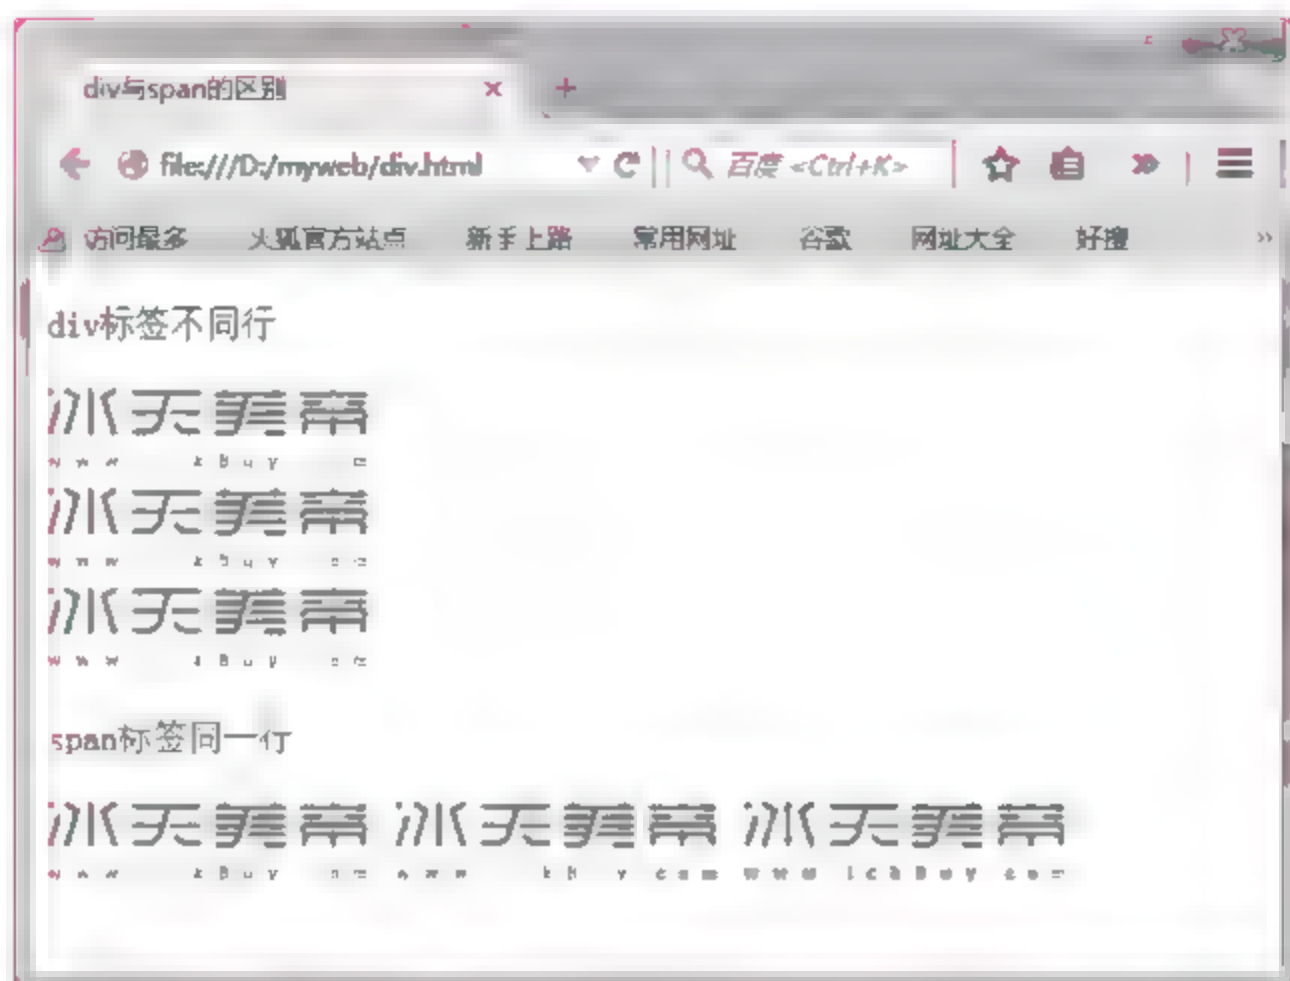 div与span的区别 × +
file:///D:/myweb/div.html 百度 <Ctrl+K>
访问最多 火狐官方站点 新手上路 常用网址 谷歌 网址大全 好搜 »
div标签不同行
冰天美帝
冰天美帝
冰天美帝
span标签同一行
冰天美帝 冰天美帝 冰天美帝